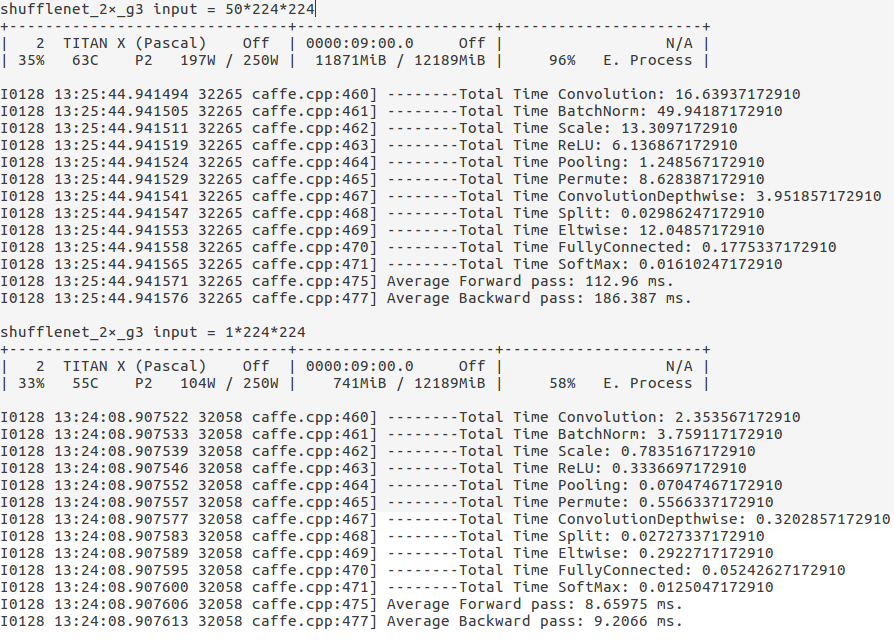 shufflenet_2×_g3 input = 50*224*224
+-------------------------------+----------------------+----------------------+
|   2  TITAN X (Pascal)    Off  | 0000:09:00.0     Off |                  N/A |
| 35%   63C    P2   197W / 250W |  11871MiB / 12189MiB |     96%   E. Process |
I0128 13:25:44.941494 32265 caffe.cpp:460] --------Total Time Convolution: 16.63937172910
I0128 13:25:44.941505 32265 caffe.cpp:461] --------Total Time BatchNorm: 49.94187172910
I0128 13:25:44.941511 32265 caffe.cpp:462] --------Total Time Scale: 13.3097172910
I0128 13:25:44.941519 32265 caffe.cpp:463] --------Total Time ReLU: 6.136867172910
I0128 13:25:44.941524 32265 caffe.cpp:464] --------Total Time Pooling: 1.248567172910
I0128 13:25:44.941529 32265 caffe.cpp:465] --------Total Time Permute: 8.628387172910
I0128 13:25:44.941541 32265 caffe.cpp:467] --------Total Time ConvolutionDepthwise: 3.951857172910
I0128 13:25:44.941547 32265 caffe.cpp:468] --------Total Time Split: 0.02986247172910
I0128 13:25:44.941553 32265 caffe.cpp:469] --------Total Time Eltwise: 12.04857172910
I0128 13:25:44.941558 32265 caffe.cpp:470] --------Total Time FullyConnected: 0.1775337172910
I0128 13:25:44.941565 32265 caffe.cpp:471] --------Total Time SoftMax: 0.01610247172910
I0128 13:25:44.941571 32265 caffe.cpp:475] Average Forward pass: 112.96 ms.
I0128 13:25:44.941576 32265 caffe.cpp:477] Average Backward pass: 186.387 ms.
shufflenet_2×_g3 input = 1*224*224
+-------------------------------+----------------------+----------------------+
|   2  TITAN X (Pascal)    Off  | 0000:09:00.0     Off |                  N/A |
| 33%   55C    P2   104W / 250W |    741MiB / 12189MiB |     58%   E. Process |
I0128 13:24:08.907522 32058 caffe.cpp:460] --------Total Time Convolution: 2.353567172910
I0128 13:24:08.907533 32058 caffe.cpp:461] --------Total Time BatchNorm: 3.759117172910
I0128 13:24:08.907539 32058 caffe.cpp:462] --------Total Time Scale: 0.7835167172910
I0128 13:24:08.907546 32058 caffe.cpp:463] --------Total Time ReLU: 0.3336697172910
I0128 13:24:08.907552 32058 caffe.cpp:464] --------Total Time Pooling: 0.07047467172910
I0128 13:24:08.907557 32058 caffe.cpp:465] --------Total Time Permute: 0.5566337172910
I0128 13:24:08.907577 32058 caffe.cpp:467] --------Total Time ConvolutionDepthwise: 0.3202857172910
I0128 13:24:08.907583 32058 caffe.cpp:468] --------Total Time Split: 0.02727337172910
I0128 13:24:08.907589 32058 caffe.cpp:469] --------Total Time Eltwise: 0.2922717172910
I0128 13:24:08.907595 32058 caffe.cpp:470] --------Total Time FullyConnected: 0.05242627172910
I0128 13:24:08.907600 32058 caffe.cpp:471] --------Total Time SoftMax: 0.0125047172910
I0128 13:24:08.907606 32058 caffe.cpp:475] Average Forward pass: 8.65975 ms.
I0128 13:24:08.907613 32058 caffe.cpp:477] Average Backward pass: 9.2066 ms.